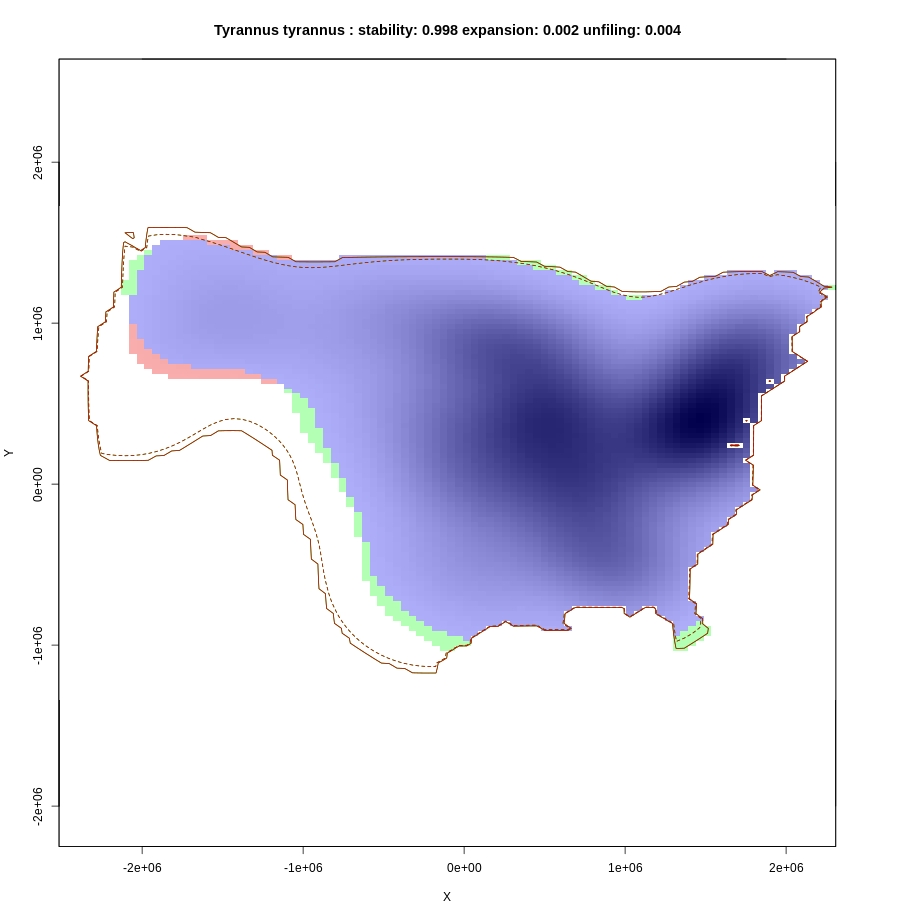 Tyrannus tyrannus : stability: 0.998 expansion: 0.002 unfiling: 0.004
2e+06
1e+06
0e+00
-1e+06
-2e+06
Y
-2e+06 -1e+06 0e+00 1e+06 2e+06
X